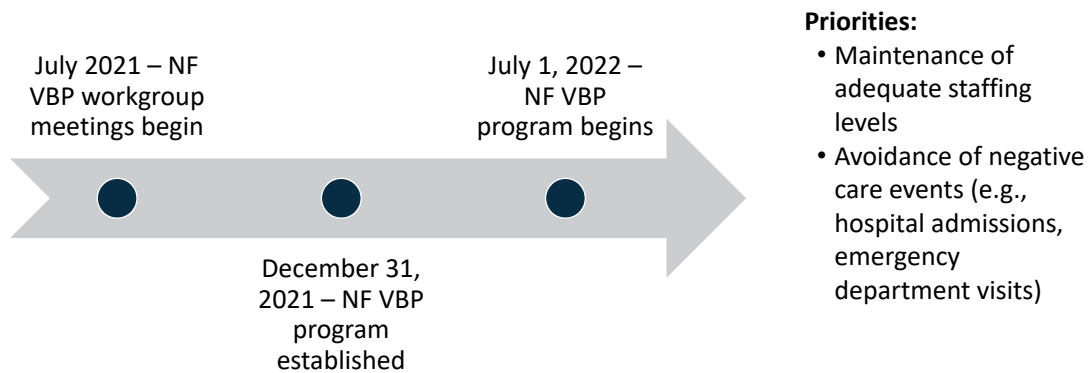 July 2021 – NF
VBP workgroup
meetings begin
December 31,
2021 – NF VBP
program
established
July 1, 2022 –
NF VBP
program begins
Priorities:
• Maintenance of
adequate staffing
levels
• Avoidance of negative
care events (e.g.,
hospital admissions,
emergency
department visits)